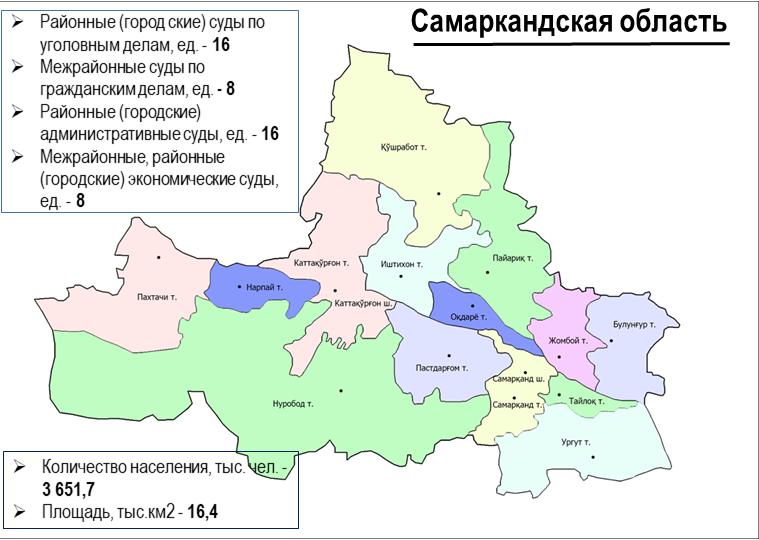 Самаркандская область
➢ Районные (город ские) суды по
уголовным делам, ед. - 16
➢ Межрайонные суды по
гражданским делам, ед. - 8
➢ Районные (городские)
административные суды, ед. - 16
➢ Межрайонные, районные
(городские) экономические суды,
ед. - 8
Қўшработ т.
Пайариқ т.
Каттақўрғон т.
Иштихон т.
Нарпай т.
Пахтачи т.
Каттақўрғон ш.
Оқдарё т.
Булунғур т.
Жомбой т.
Пастдарғом т.
Самарқанд ш.
Нуробод т.
Самарқанд т.
Тайлоқ т.
Ургут т.
➢ Количество населения, тыс. чел. -
3 651,7
➢ Площадь, тыс.км2 - 16,4